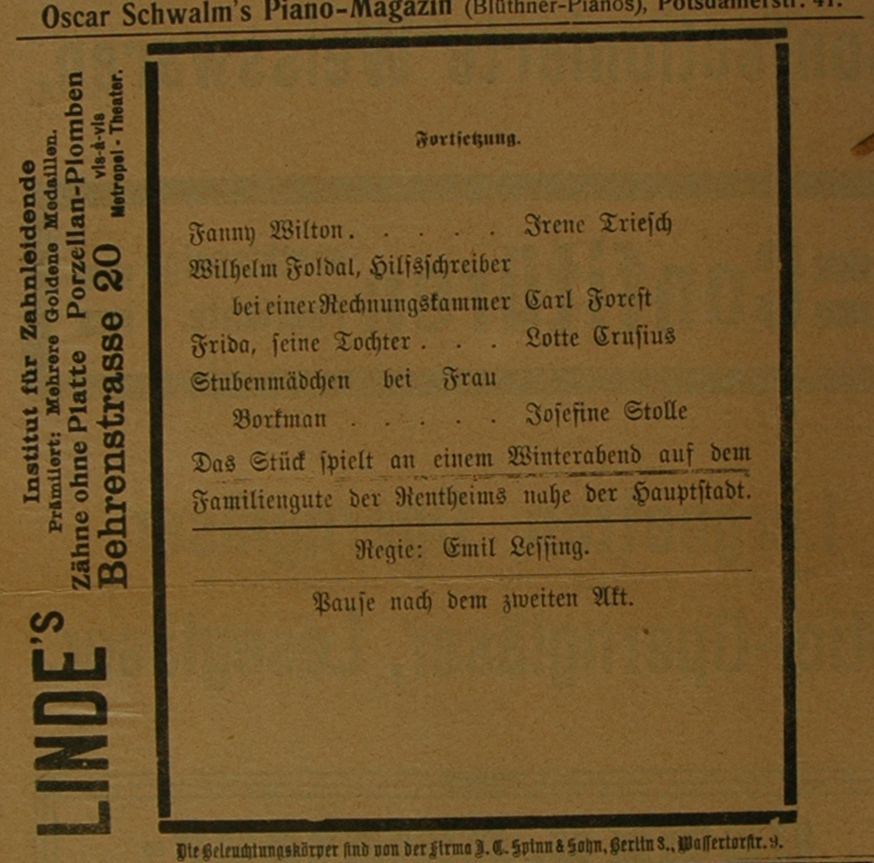 Oscar Schwalm's Piano-Magazin (Blüthner-Pianos), Potsdamerstr. 41.
Institut für Zahnleidende
Prämiiert: Mehrere Goldene Medaillen.
Zähne ohne Platte Porzellan-Plomben
Behrenstrasse 20 vis-à-vis
Metropol-Theater.
LINDE'S
Fortsetzung.
Fanny Wilton. . . . . . Irene Triesch
Wilhelm Foldal, Hilfsschreiber
bei einer Rechnungskammer Carl Forest
Frida, seine Tochter . . . Lotte Crusius
Stubenmädchen bei Frau
Borkman . . . . . Josefine Stolle
Das Stück spielt an einem Winterabend auf dem
Familiengute der Rentheims nahe der Hauptstadt.
Regie: Emil Lessing.
Pause nach dem zweiten Akt.
Die Beleuchtungskörper sind von der Firma J. C. Spinn & Sohn, Berlin S., Wassertorstr. 9.